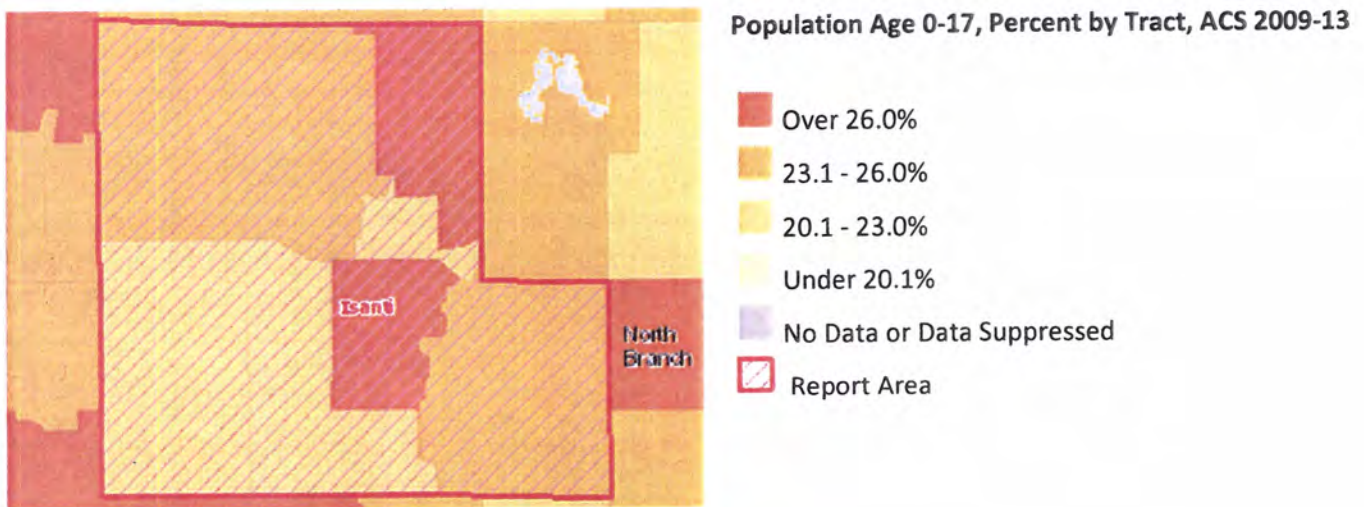 Population Age 0-17, Percent by Tract, ACS 2009-13
Over 26.0%
23.1 - 26.0%
20.1 - 23.0%
Under 20.1%
No Data or Data Suppressed
Report Area
Isanti
North
Branch